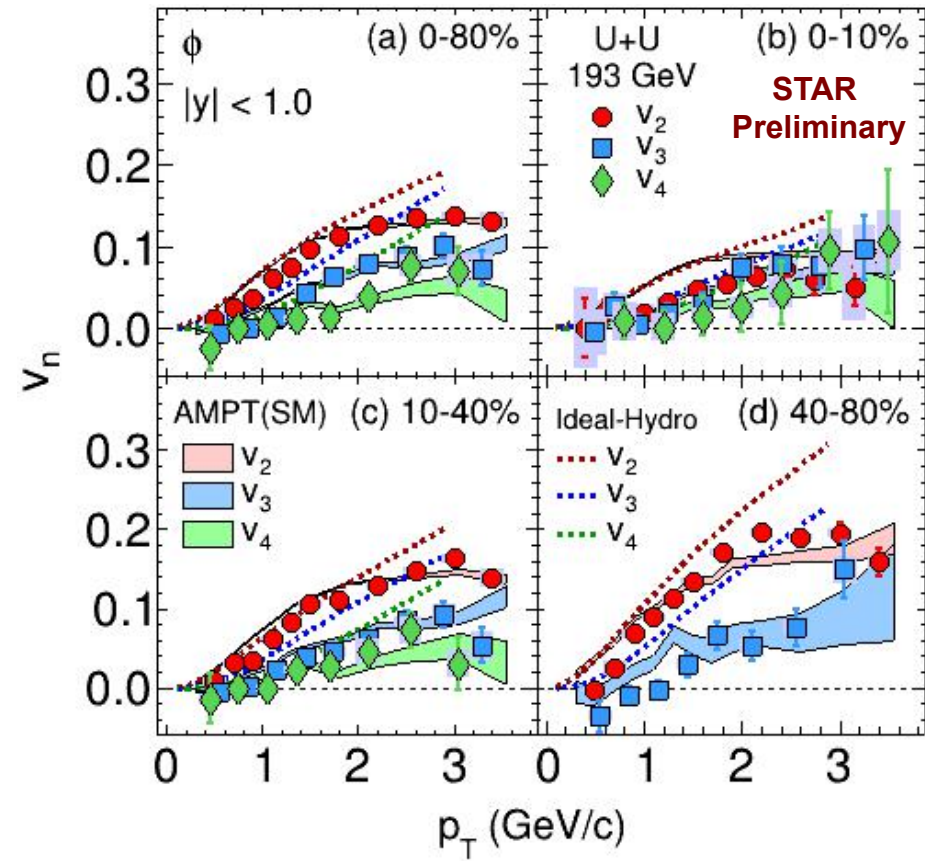 ϕ
(a) 0-80%
|y| < 1.0
U+U
(b) 0-10%
193 GeV
STAR
Preliminary
v2
v3
v4
0.3
0.2
0.1
0.0
vn
AMPT(SM)
(c) 10-40%
v2
v3
v4
Ideal-Hydro
(d) 40-80%
v2
v3
v4
0.3
0.2
0.1
0.0
0 1 2 3
0 1 2 3
pT (GeV/c)